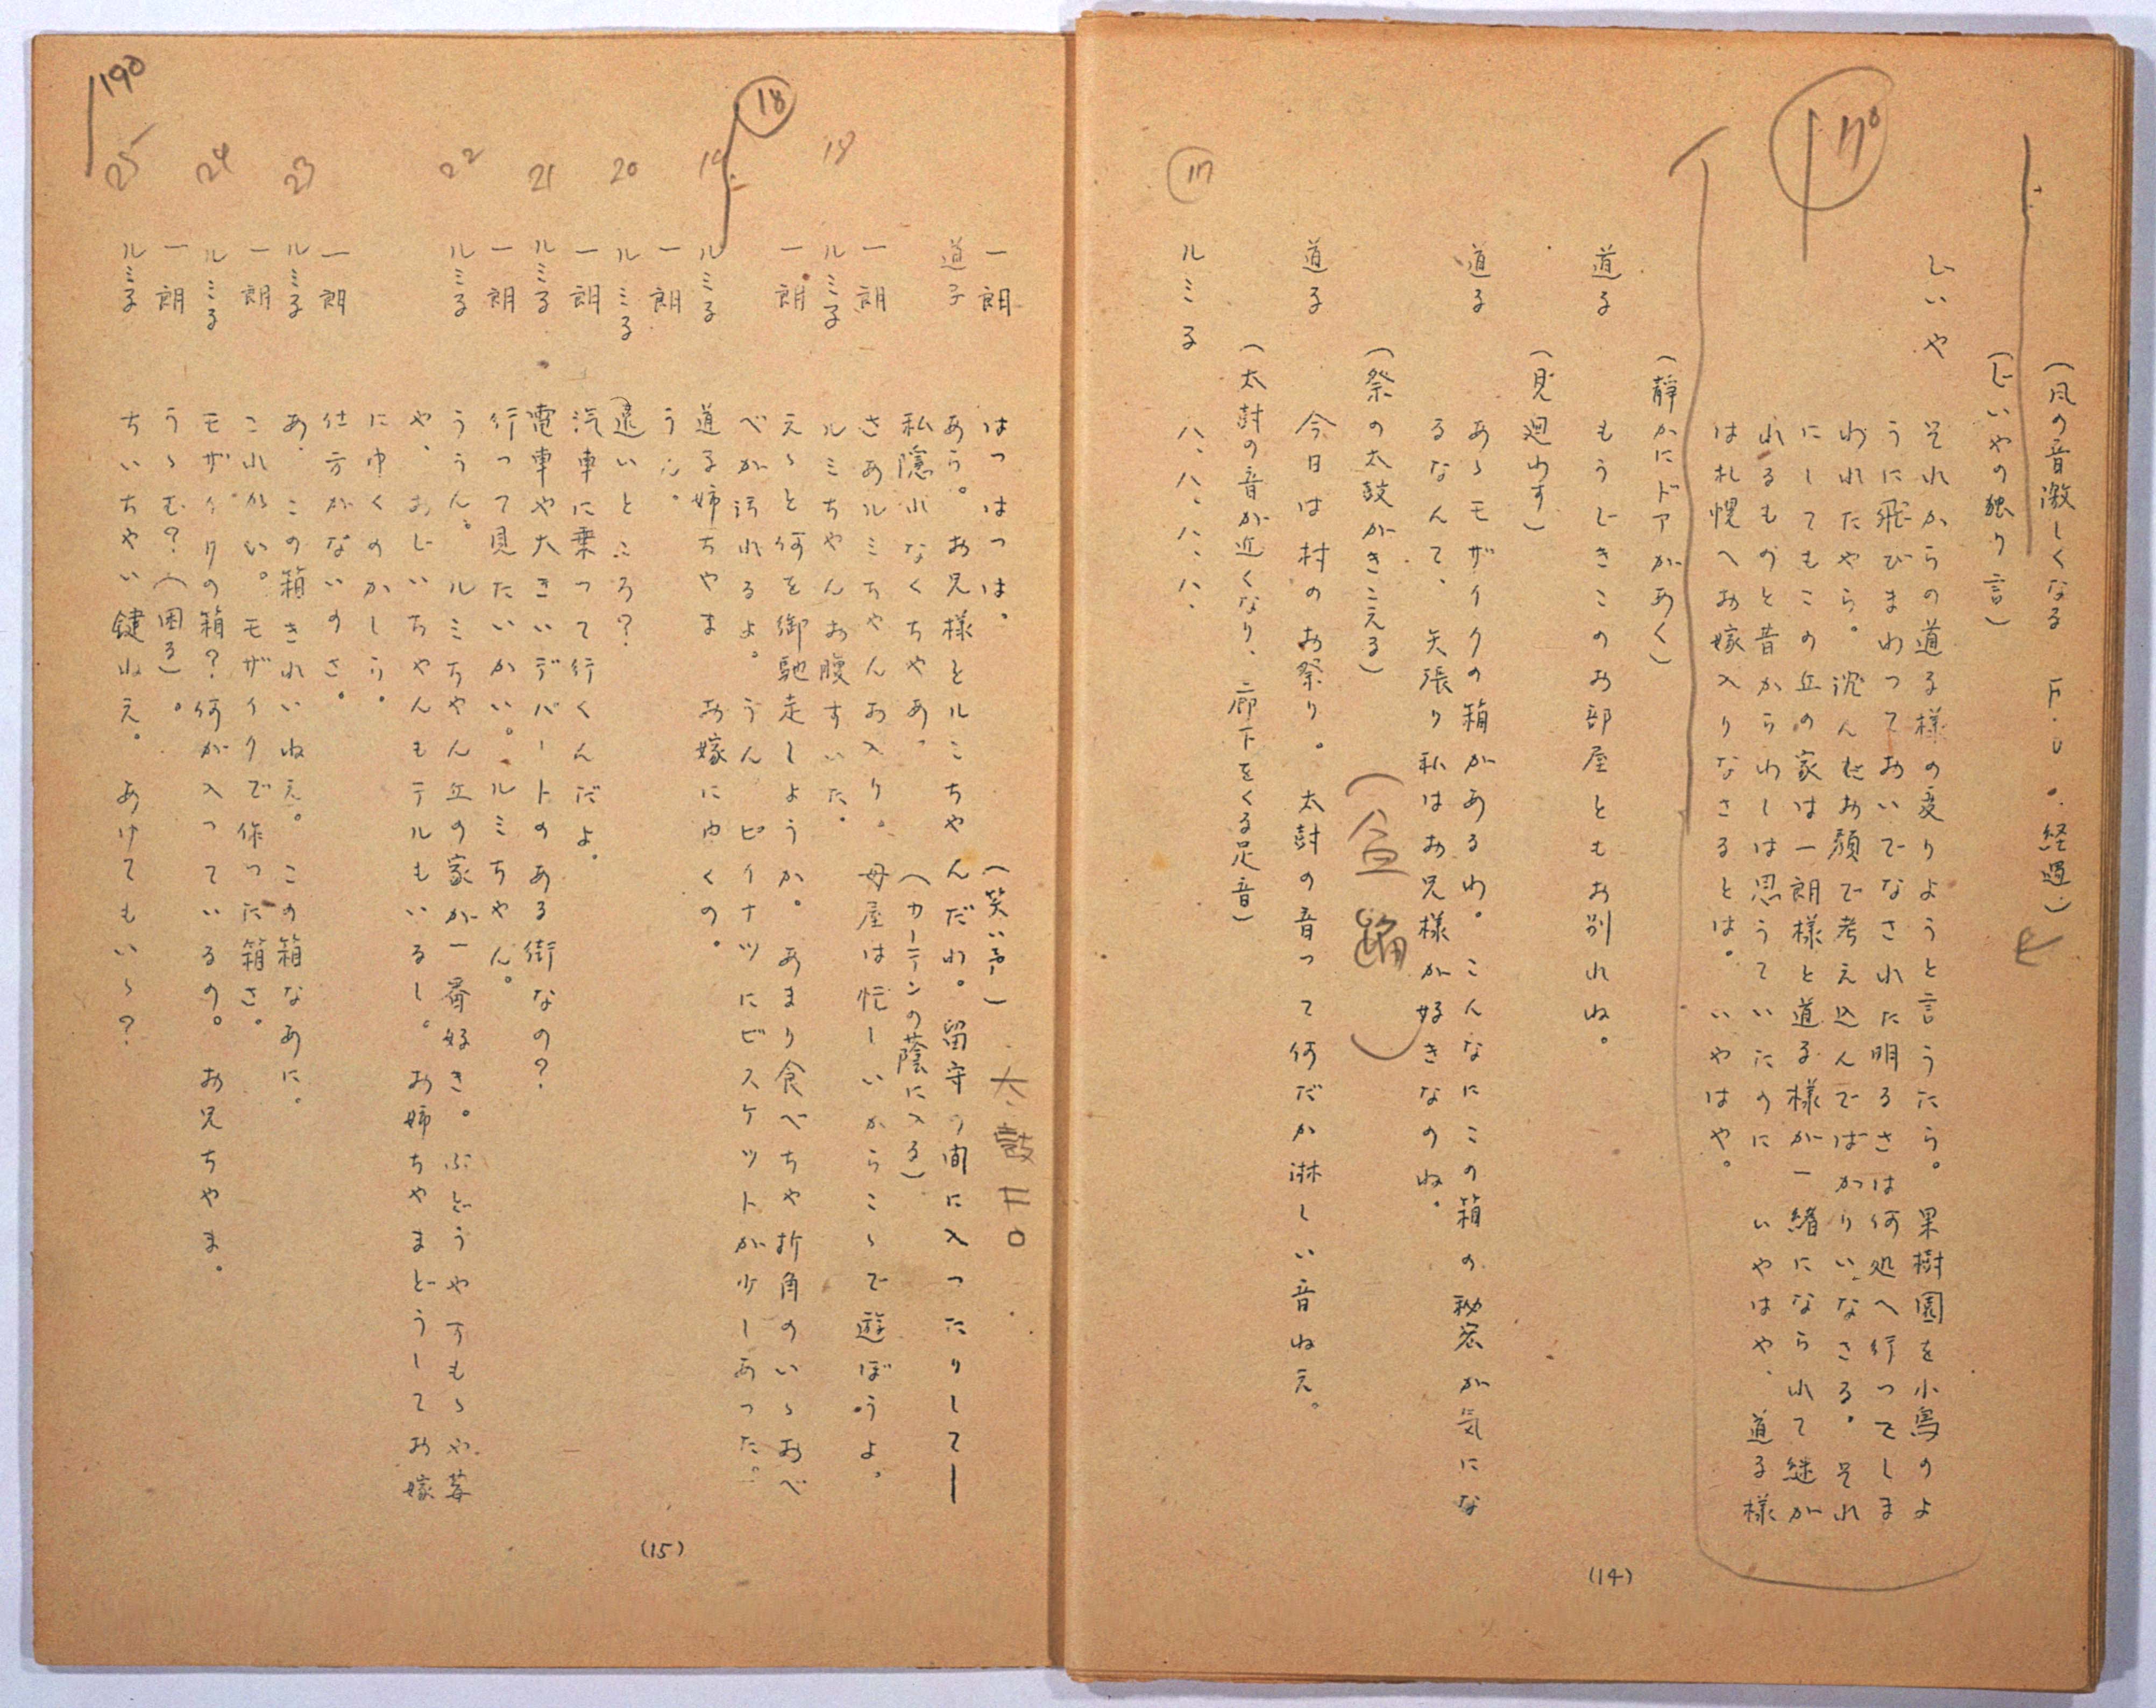 (風の音激しくなる F・O・経過)
(じいやの独り言)
じいや それからの道子様の変りようと言うたら。果樹園を小鳥のよ
うに飛びまわっておいでなされた明るさは何処へ行ってしま
われたやら。沈んだお顔で考え込んでばかりいなさる。それ
にしてもこの丘の家は一朗様と道子様が一緒になられて継が
れるものと昔からわしは思うていたのに いやはや、道子様
は札幌へお嫁入りなさるとは。いやはや。
(静かにドアがあく)
道子 もうじきこのお部屋ともお別れね。
(見廻わす)
道子 あゝモザイクの箱があるわ。こんなにこの箱の秘密が気にな
るなんて、矢張り私はお兄様が好きなのね。
(祭の太鼓がきこえる)
(盆踊)
道子 今日は村のお祭り。太鼓の音って何だか淋しい音ねえ。
(太鼓の音が近くなり、廊下をくる足音)
ルミ子 ハ、ハ、ハ、ハ、
17
17
(14)
一朗 はっはっは、 (笑い声)
太鼓 F O
道子 あら。お兄様とルミちゃんだわ。留守の間に入ったりして―
私隠れなくちゃあ、 (カーテンの蔭に入る)
一朗 さあルミちゃんお入り。母屋は忙しいからこゝで遊ぼうよ。
18 ルミ子 ルミちゃんお腹すいた。
一朗 えゝと何を御馳走しようか。あまり食べちゃ折角のいゝおべ
べが汚れるよ。うん ピイナツにビスケットが少しあった。
18
19 ルミ子 道子姉ちゃま お嫁にゆくの。
一朗 うん。
20 ルミ子 遠いところ?
一朗 汽車に乗って行くんだよ。
21 ルミ子 電車や大きいデパートのある街なの?
一朗 行って見たいかい。ルミちゃん。
22 ルミ子 ううん。ルミちゃん丘の家が一番好き。ぶどうやすもゝや苺
や、おじいちゃんもテルもいるし。お姉ちゃまどうしてお嫁
にゆくのかしら。
一朗 仕方がないのさ。
23 ルミ子 あ、この箱きれいねえ。この箱なあに。
一朗 これかい。モザイクで作った箱さ。
24 ルミ子 モザイクの箱?何が入っているの。お兄ちゃま。
一朗 うゝむ?(困る)。
25 ルミ子 ちいちゃい鍵ねえ。あけてもいゝ?
190
(15)